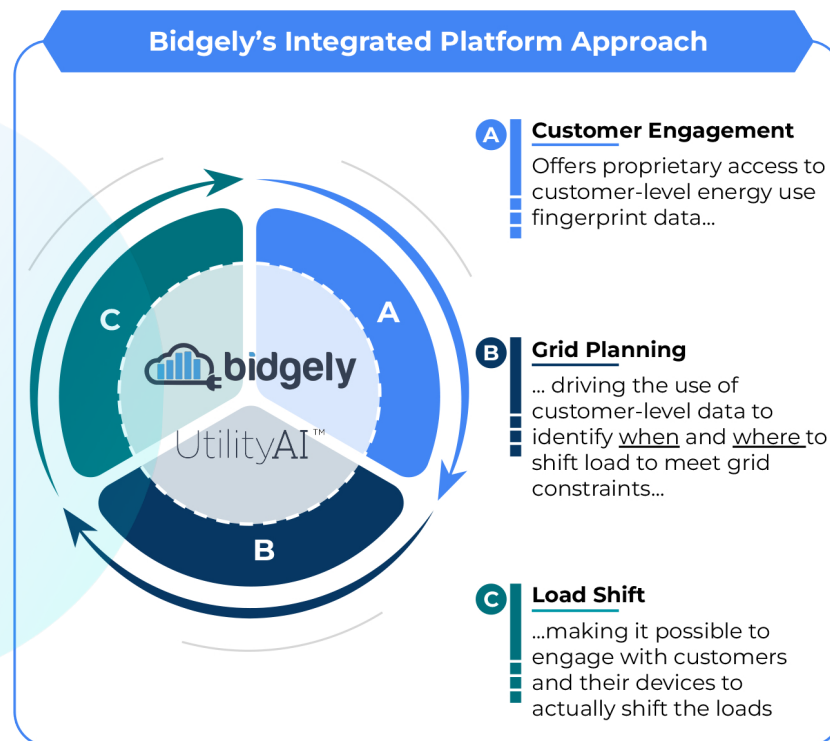 Bidgely’s Integrated Platform Approach
A
Customer Engagement
Offers proprietary access to
customer-level energy use
fingerprint data…
C
A
bidgely
UtilityAI™
B
B
Grid Planning
... driving the use of
customer-level data to
identify when and where to
shift load to meet grid
constraints…
C
Load Shift
…making it possible to
engage with customers
and their devices to
actually shift the loads